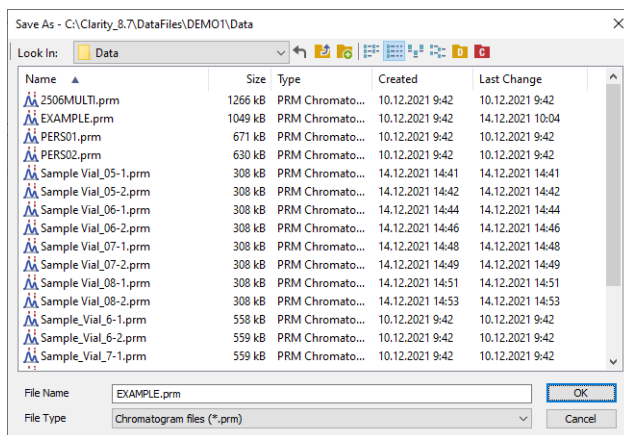 Save As - C:\Clarity_8.7\DataFiles\DEMO1\Data
Look In: Data
Name Size Type Created Last Change
2506MULTI.prm 1266 kB PRM Chromato... 10.12.2021 9:42 10.12.2021 9:42
EXAMPLE.prm 1049 kB PRM Chromato... 10.12.2021 9:42 14.12.2021 10:04
PERS01.prm 671 kB PRM Chromato... 10.12.2021 9:42 10.12.2021 9:42
PERS02.prm 630 kB PRM Chromato... 10.12.2021 9:42 10.12.2021 9:42
Sample Vial_05-1.prm 308 kB PRM Chromato... 14.12.2021 14:41 14.12.2021 14:41
Sample Vial_05-2.prm 308 kB PRM Chromato... 14.12.2021 14:42 14.12.2021 14:42
Sample Vial_06-1.prm 308 kB PRM Chromato... 14.12.2021 14:44 14.12.2021 14:44
Sample Vial_06-2.prm 308 kB PRM Chromato... 14.12.2021 14:46 14.12.2021 14:46
Sample Vial_07-1.prm 308 kB PRM Chromato... 14.12.2021 14:48 14.12.2021 14:48
Sample Vial_07-2.prm 308 kB PRM Chromato... 14.12.2021 14:49 14.12.2021 14:49
Sample Vial_08-1.prm 308 kB PRM Chromato... 14.12.2021 14:51 14.12.2021 14:51
Sample Vial_08-2.prm 308 kB PRM Chromato... 14.12.2021 14:53 14.12.2021 14:53
Sample_Vial_6-1.prm 558 kB PRM Chromato... 10.12.2021 9:42 10.12.2021 9:42
Sample_Vial_6-2.prm 559 kB PRM Chromato... 10.12.2021 9:42 10.12.2021 9:42
Sample_Vial_7-1.prm 559 kB PRM Chromato... 10.12.2021 9:42 10.12.2021 9:42
File Name EXAMPLE.prm OK
File Type Chromatogram files (*.prm) Cancel